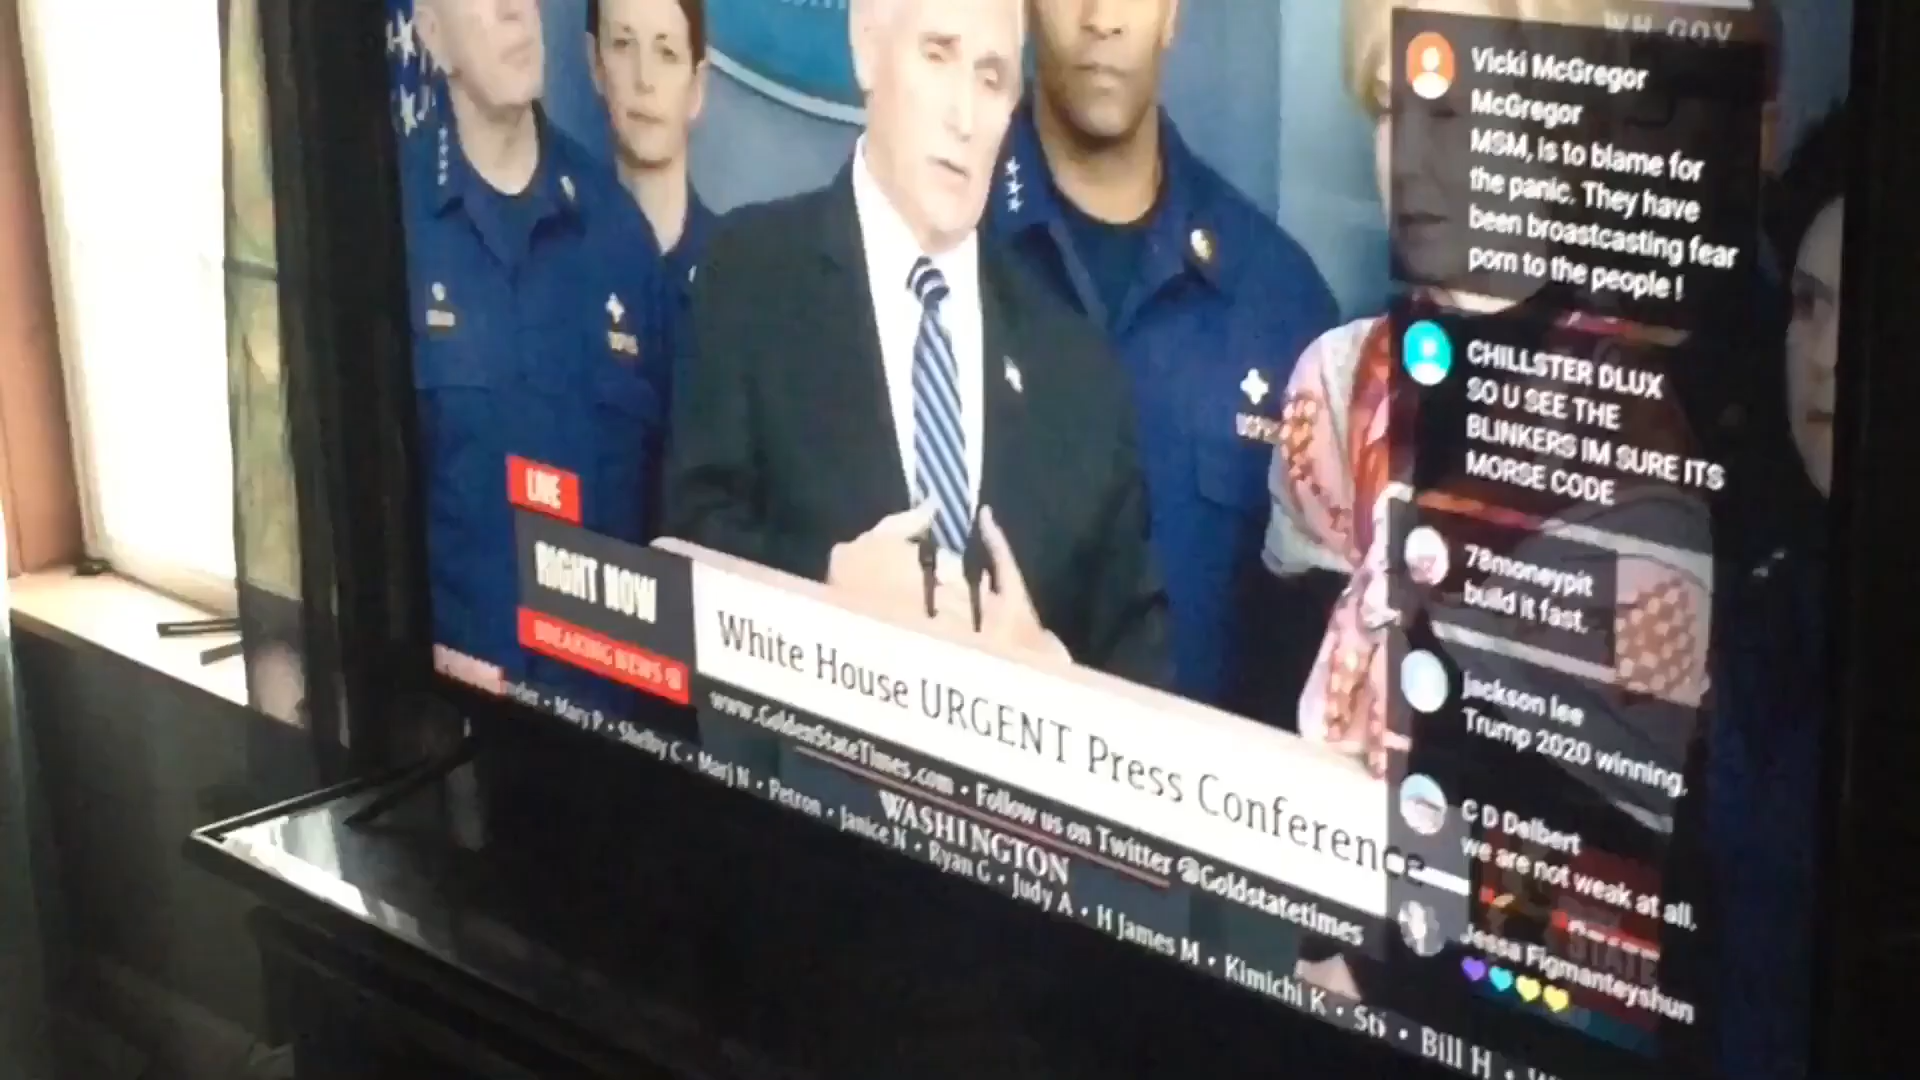 WH.GOV
Vicki McGregor
McGregor
MSM, is to blame for
the panic. They have
been broastcasting fear
porn to the people !
CHILLSTER DLUX
SO U SEE THE
BLINKERS IM SURE ITS
MORSE CODE
78moneypit
build it fast.
jackson lee
Trump 2020 winning,
C D Dalbert
we are not weak at all,
Jessa Figmanteyshun
LIVE
RIGHT NOW
BREAKING NEWS
White House URGENT Press Conference
www.GoldenStateTimes.com • Follow us on Twitter @Goldstatetimes
WASHINGTON
• Mary P • Shelby C • Marj N • Petron • Janice N • Ryan G • Judy A • H James M • Kimichi K • Sti • Bill H •